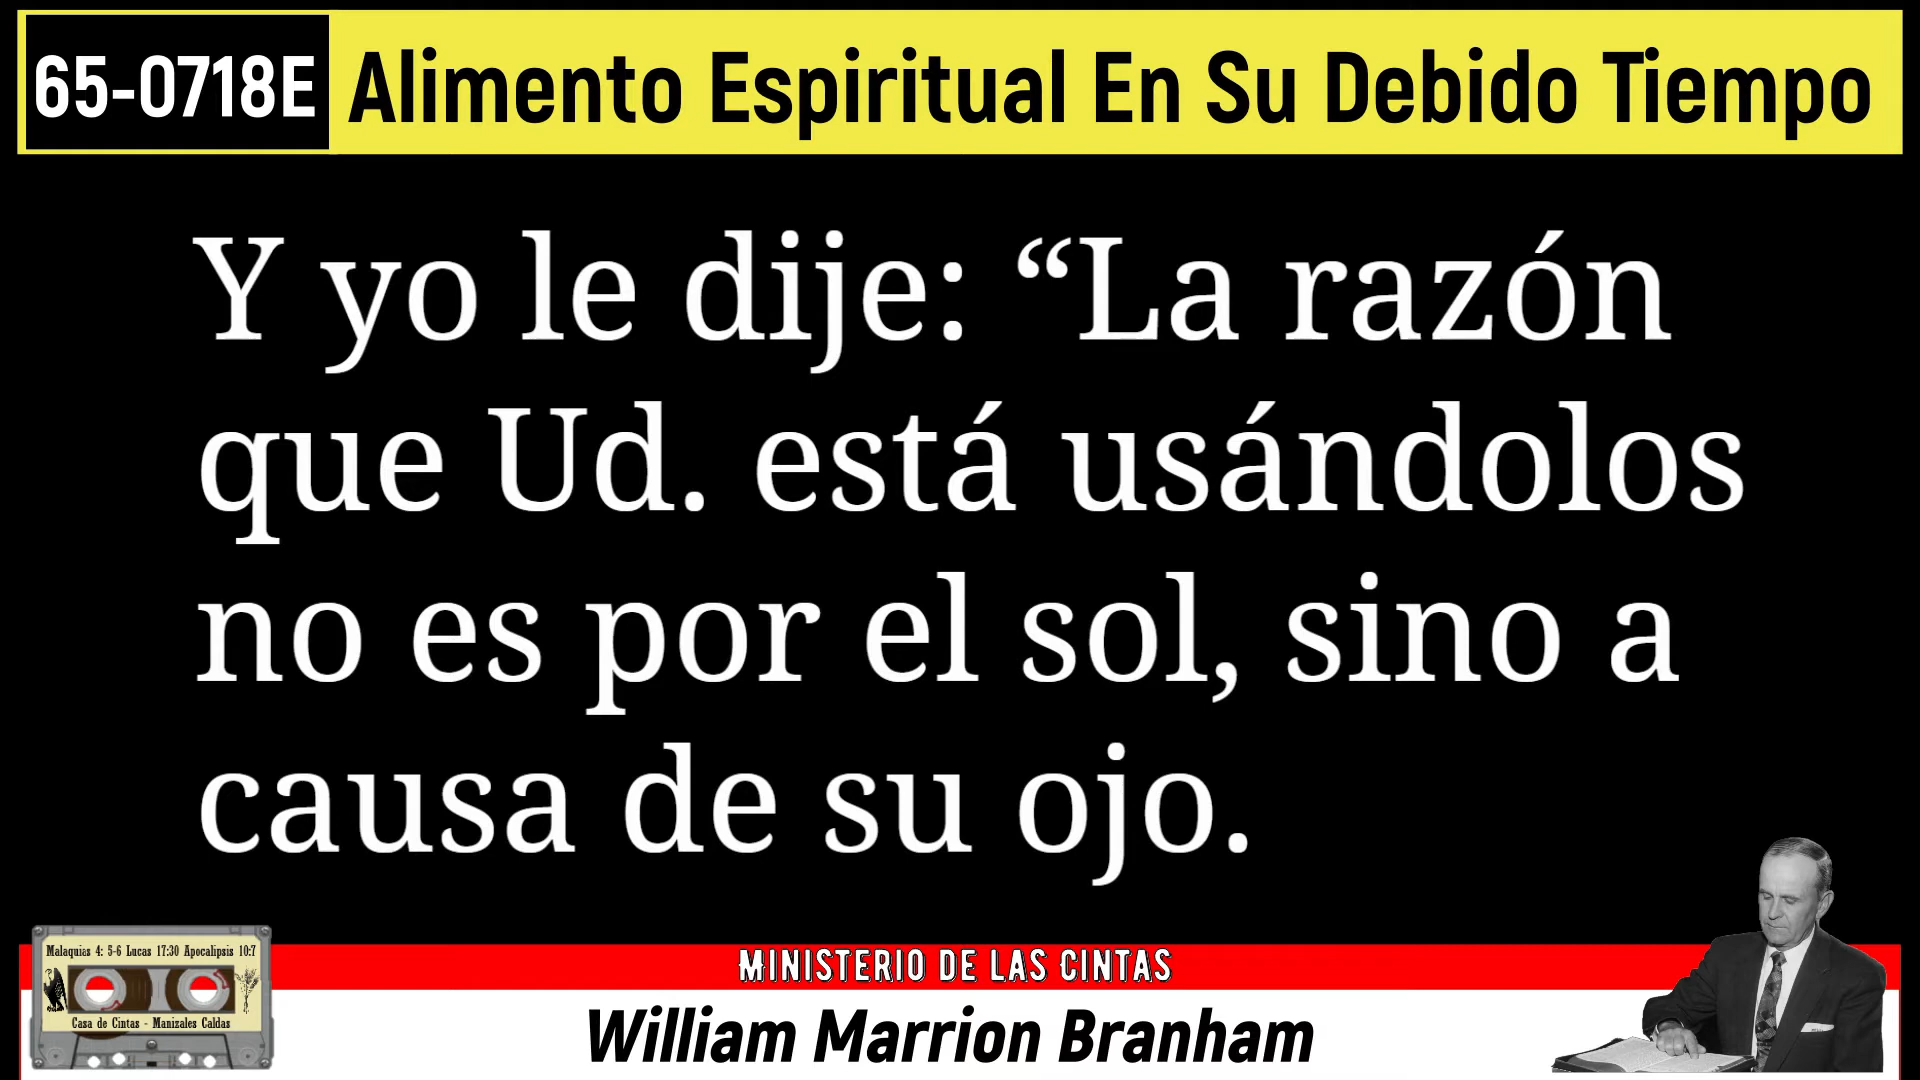 65-0718E Alimento Espiritual En Su Debido Tiempo
Y yo le dije: “La razón
que Ud. está usándolos
no es por el sol, sino a
causa de su ojo.
Malaquias 4: 5-6 Lucas 17:30 Apocalipsis 10:7
Casa de Cintas - Manizales Caldas
MINISTERIO DE LAS CINTAS
William Marrion Branham